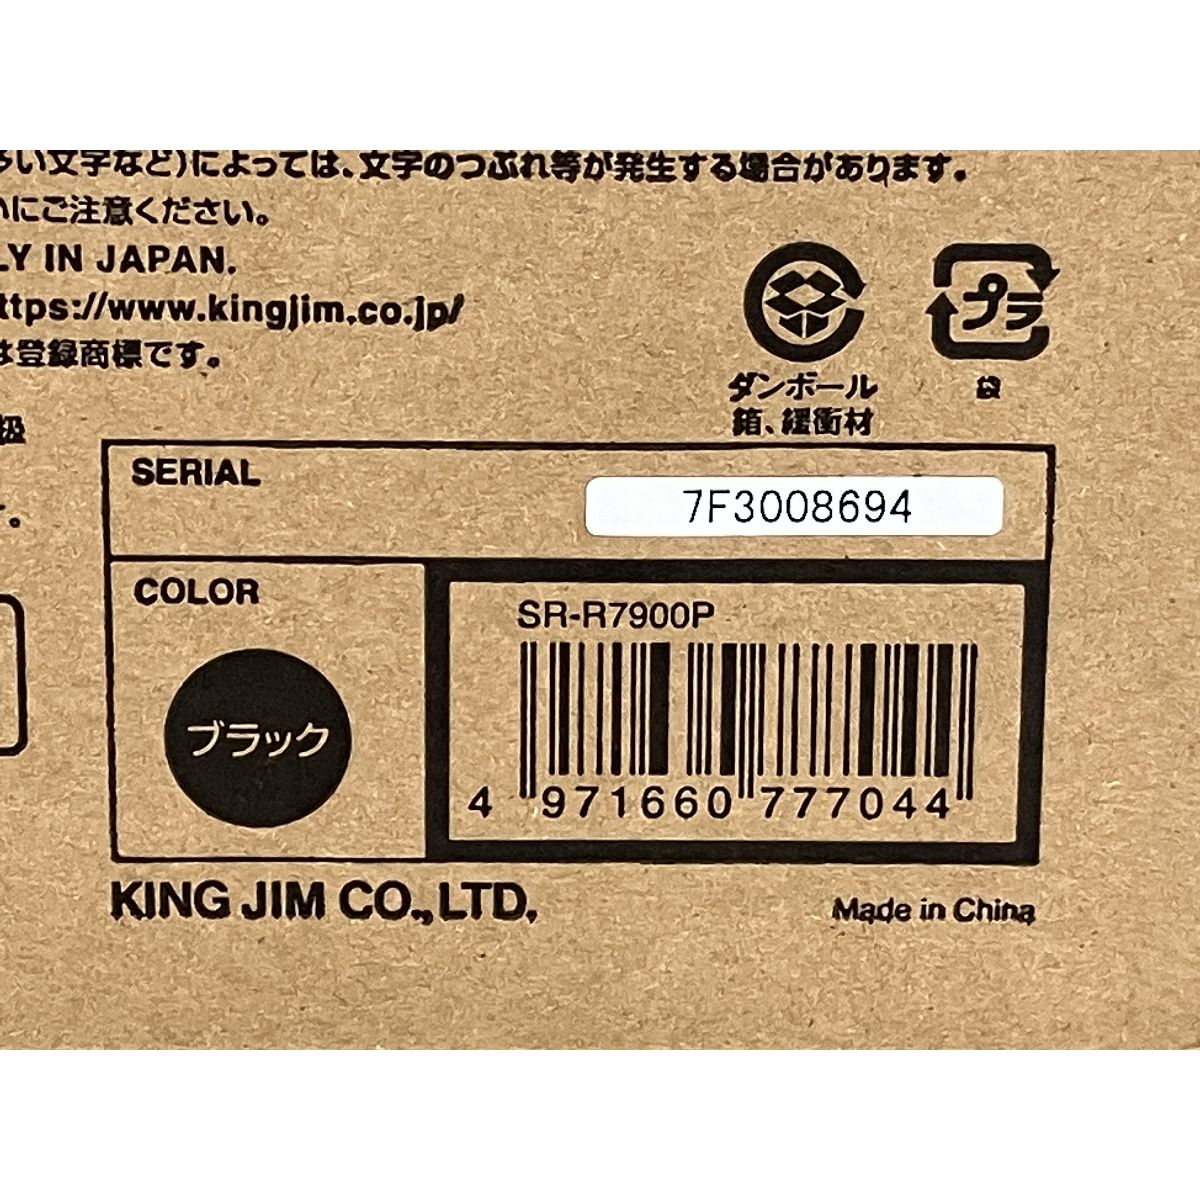 い文字など)によっては、文字のつぶれ等が発生する場合があります。
にご注意ください。
LY IN JAPAN.
ttps://www.kingjim.co.jp/
は登録商標です。
プラ
ダンボール
箱、緩衝材
袋
扱
す。
SERIAL
7F3008694
COLOR
ブラック
SR-R7900P
4 971660 777044
KING JIM CO.,LTD.
Made in China